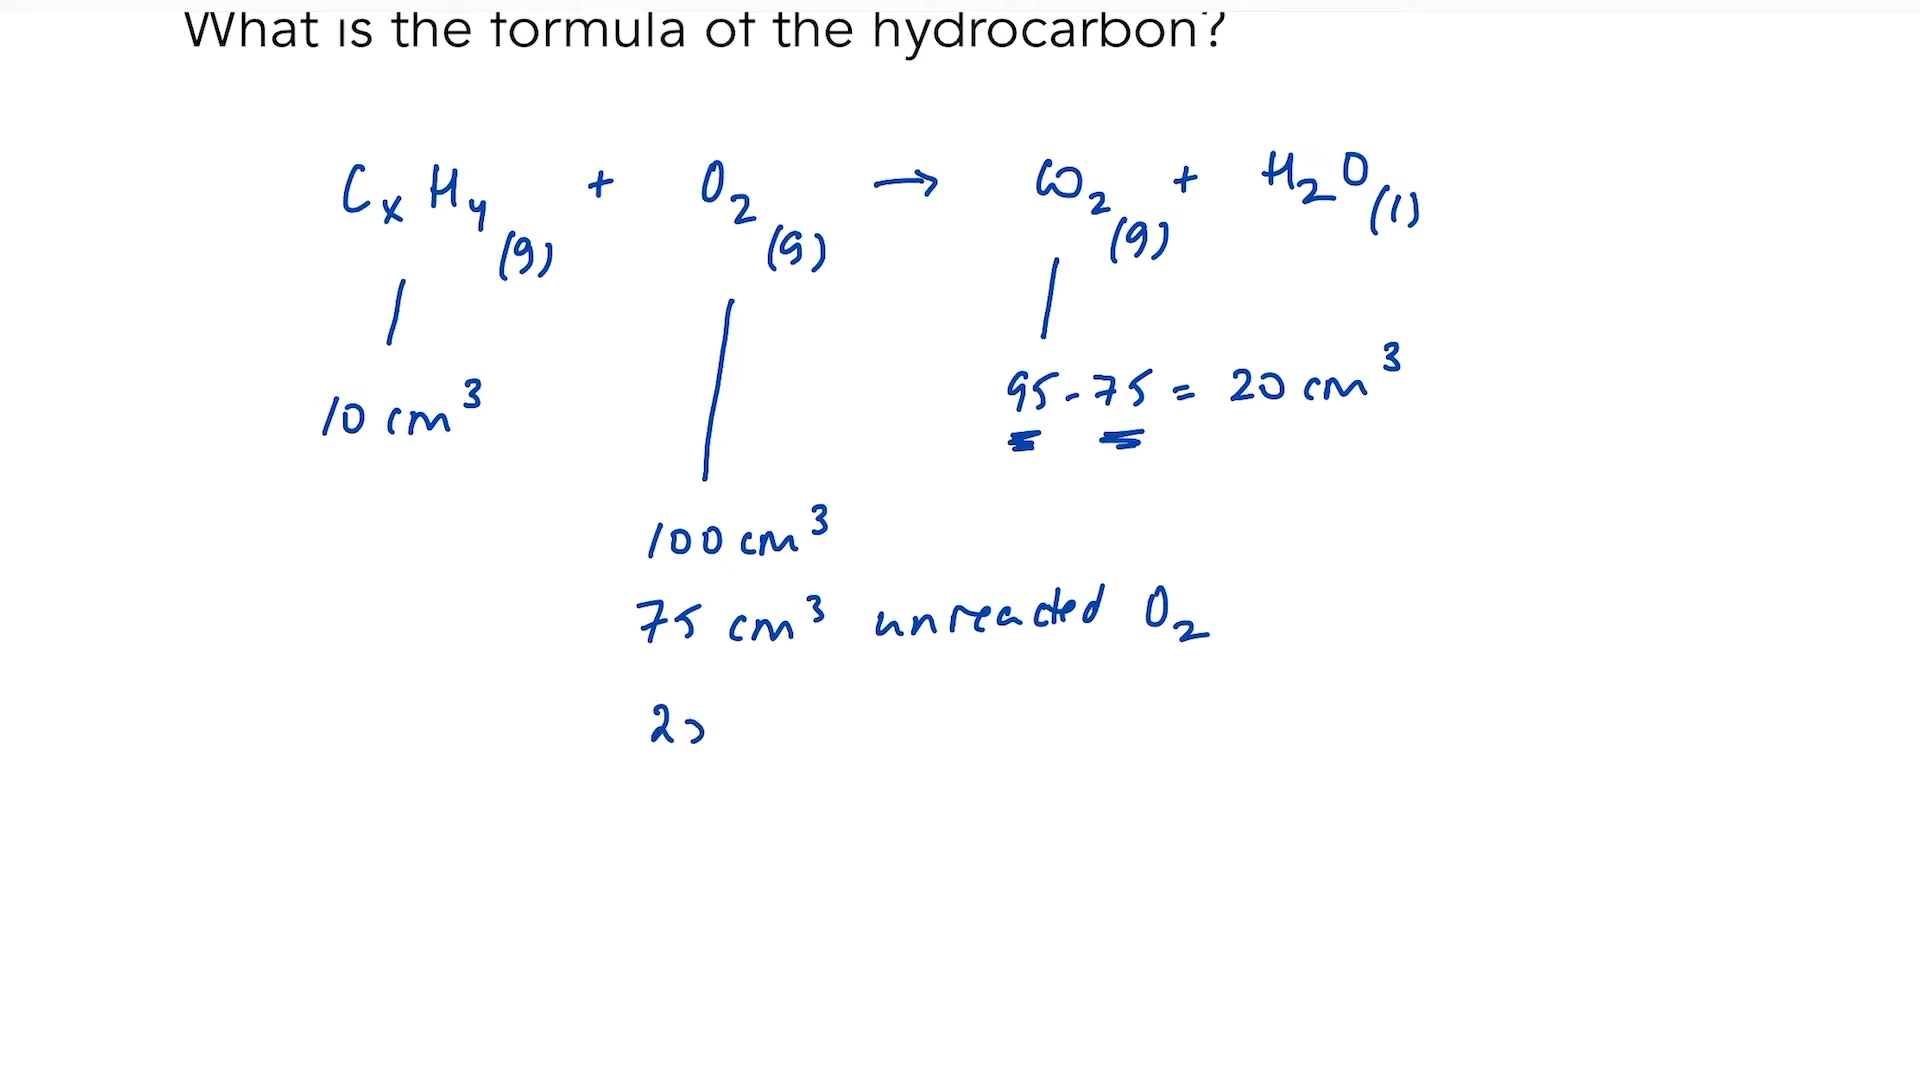 What is the formula of the hydrocarbon?
CxHy(g) + O2(g) → CO2(g) + H2O(l)
10 cm³
95 - 75 = 20 cm³
100 cm³
75 cm³ unreacted O2